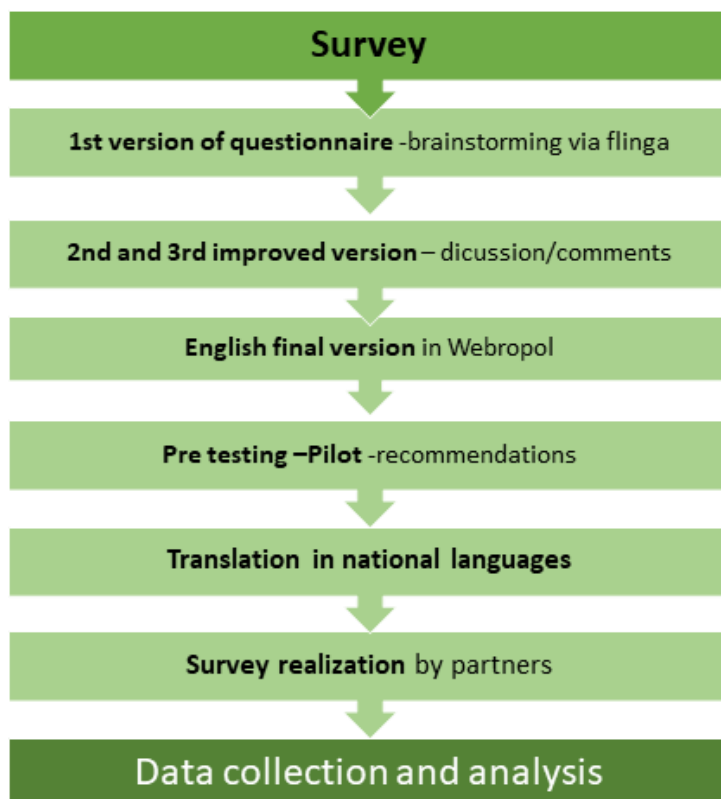 Survey
1st version of questionnaire -brainstorming via flinga
2nd and 3rd improved version – dicussion/comments
English final version in Webropol
Pre testing –Pilot -recommendations
Translation in national languages
Survey realization by partners
Data collection and analysis